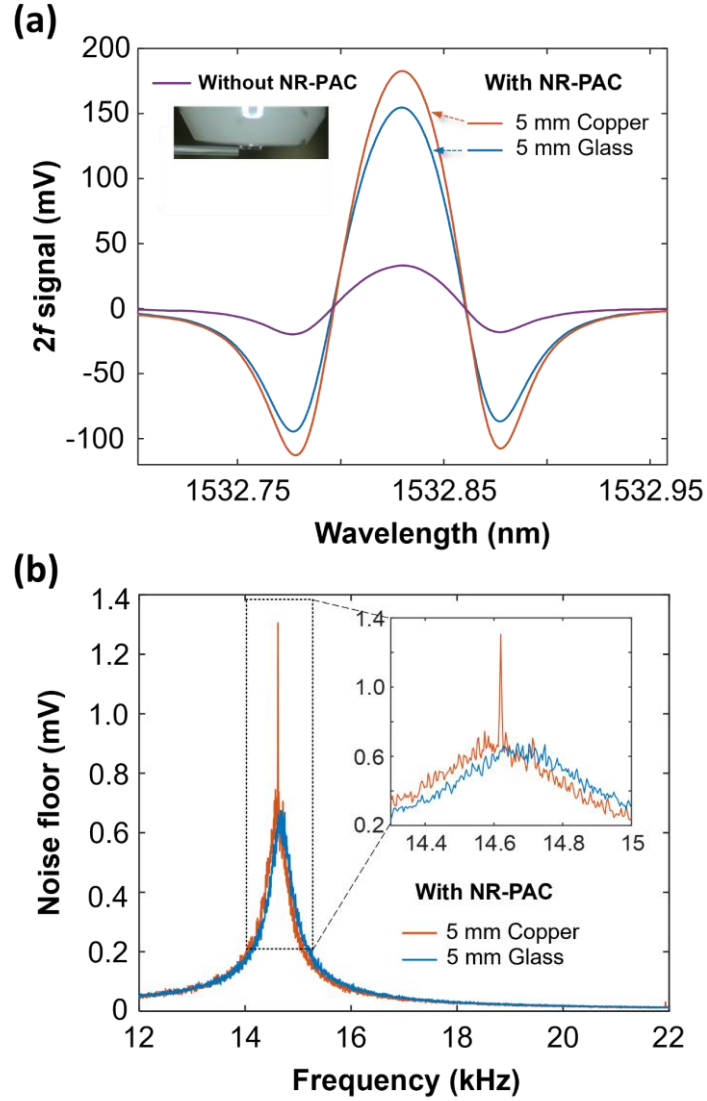 (a)
200
150
100
50
0
-50
-100
2f signal (mV)
Without NR-PAC
With NR-PAC
5 mm Copper
5 mm Glass
1532.75
1532.85
1532.95
Wavelength (nm)
(b)
1.4
1.2
1.0
0.8
0.6
0.4
0.2
0
Noise floor (mV)
1.4
1.0
0.6
0.2
14.4
14.6
14.8
15
With NR-PAC
5 mm Copper
5 mm Glass
12
14
16
18
20
22
Frequency (kHz)